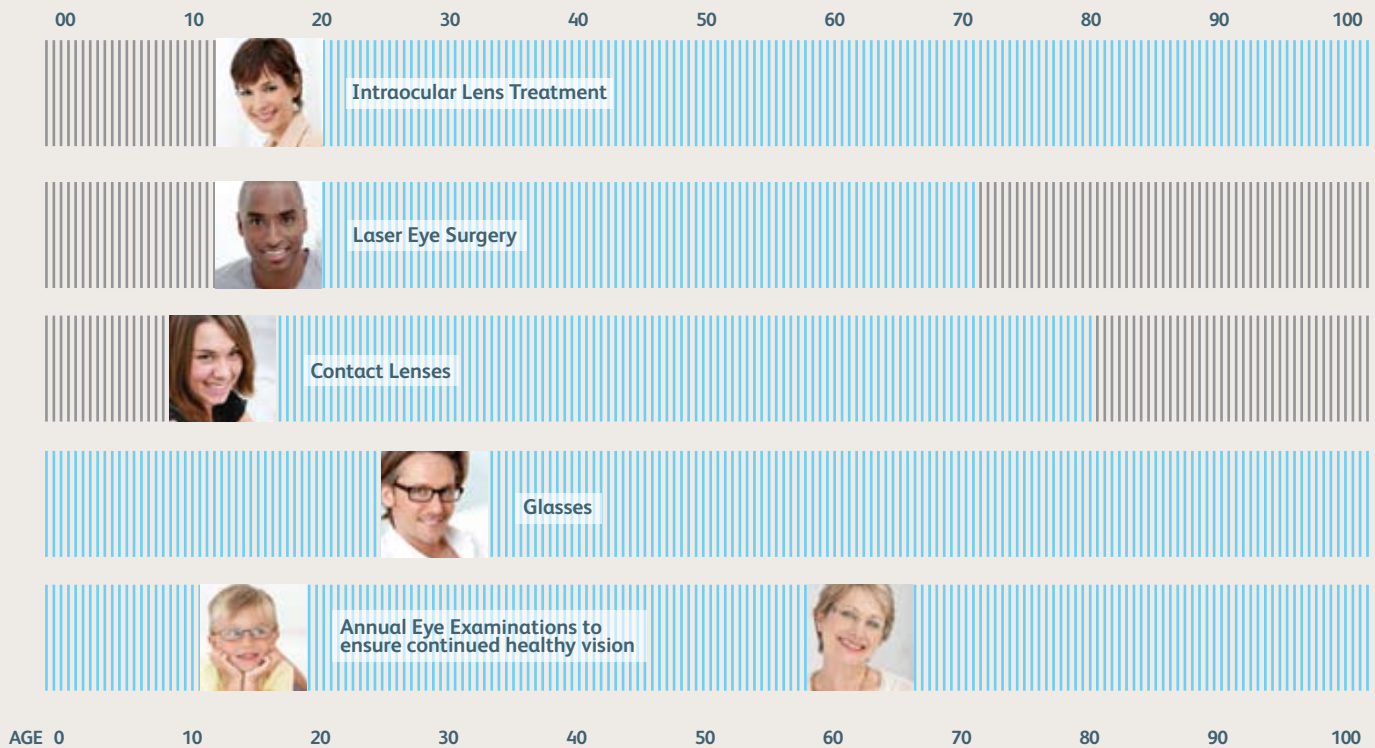 00 10 20 30 40 50 60 70 80 90 100
Intraocular Lens Treatment
Laser Eye Surgery
Contact Lenses
Glasses
Annual Eye Examinations to
ensure continued healthy vision
AGE 0 10 20 30 40 50 60 70 80 90 100